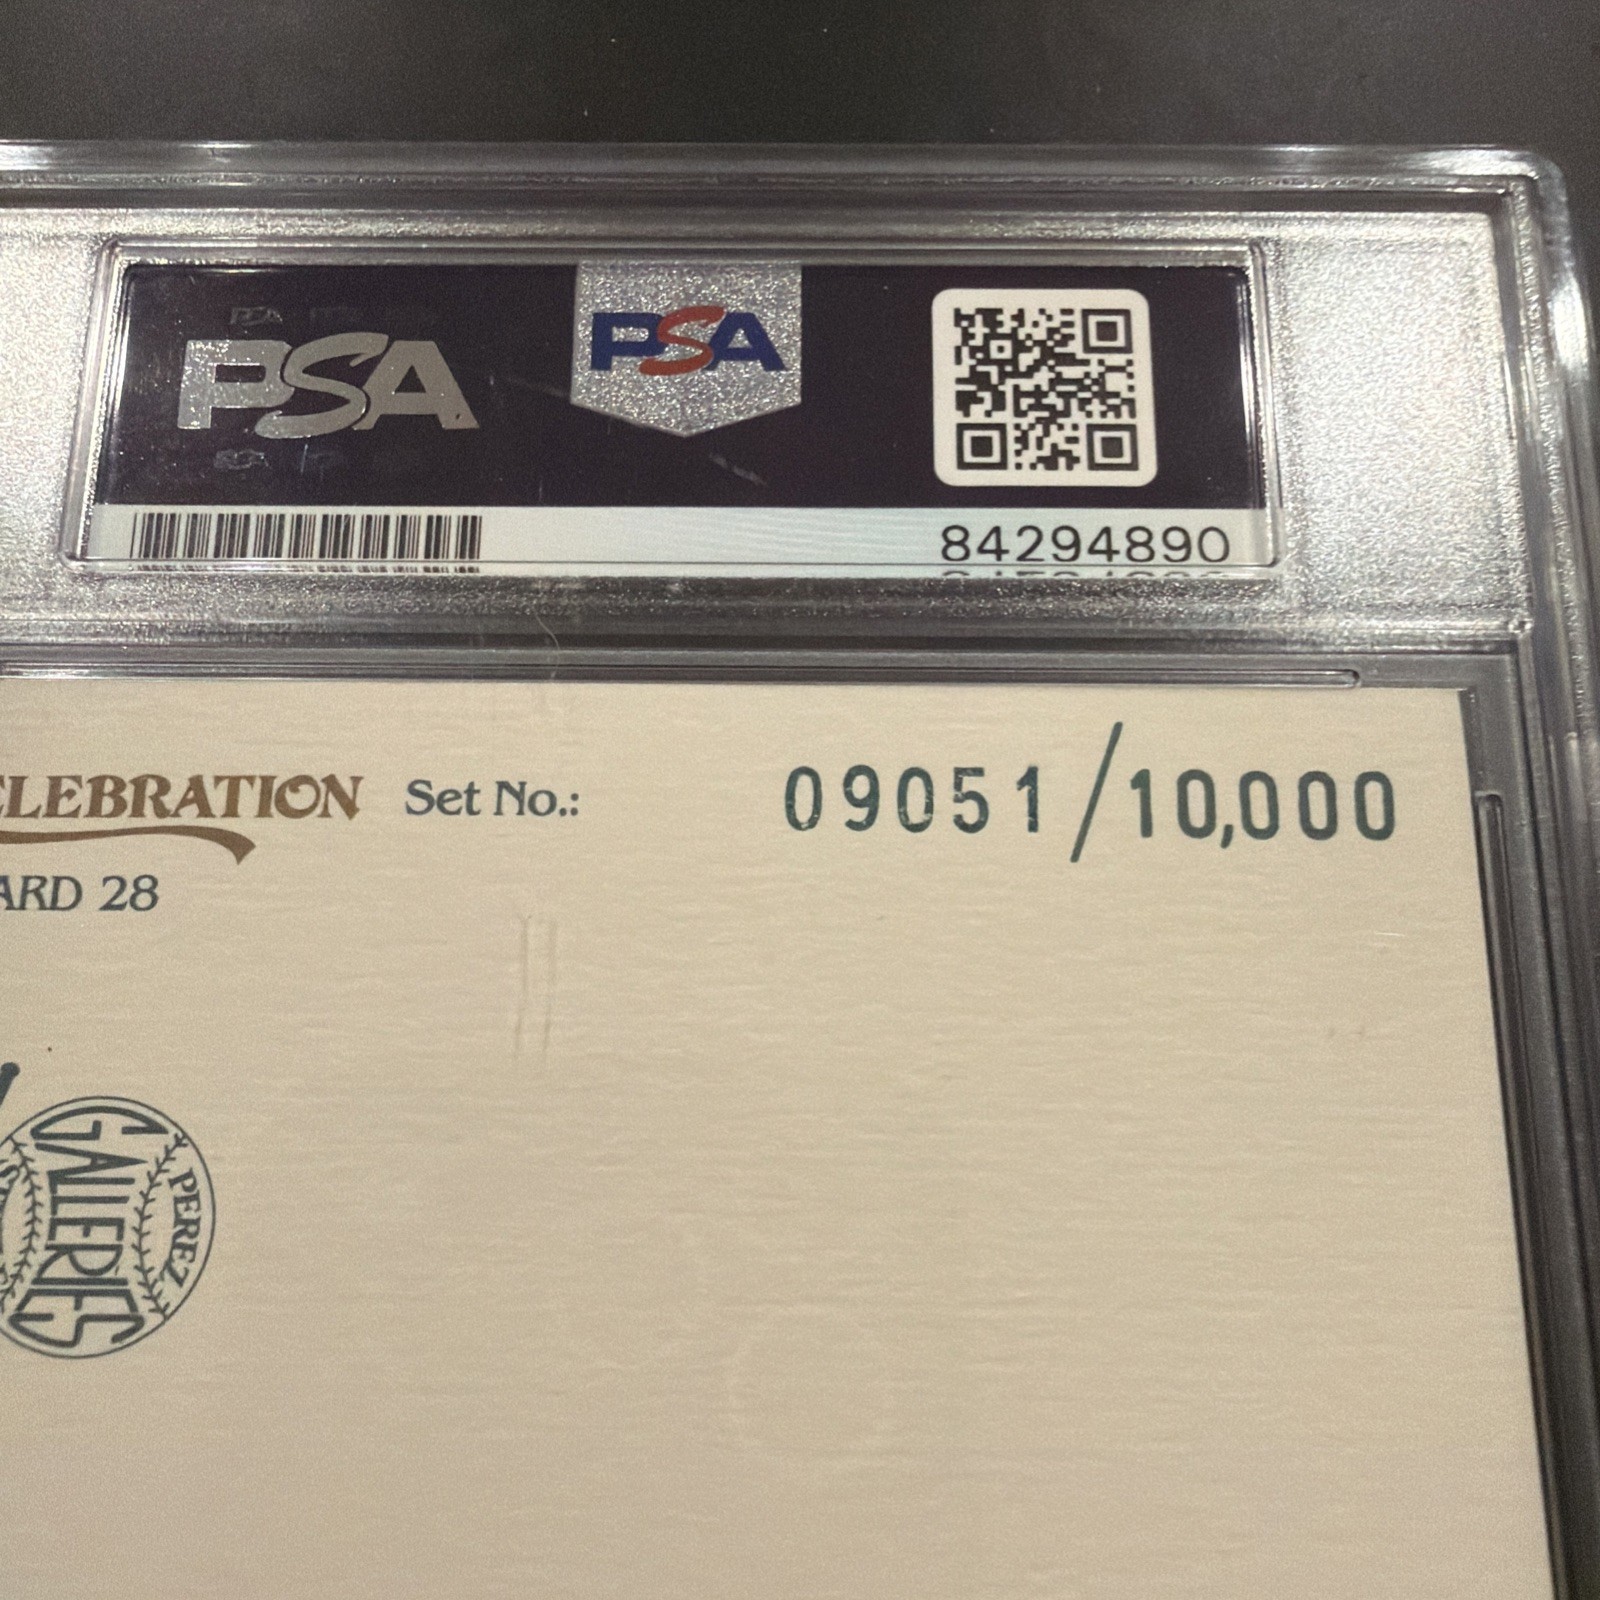 PSA
PSA
84294890
ELEBRATION Set No.: 09051/10,000
ARD 28
GALLERIES
PEREZ